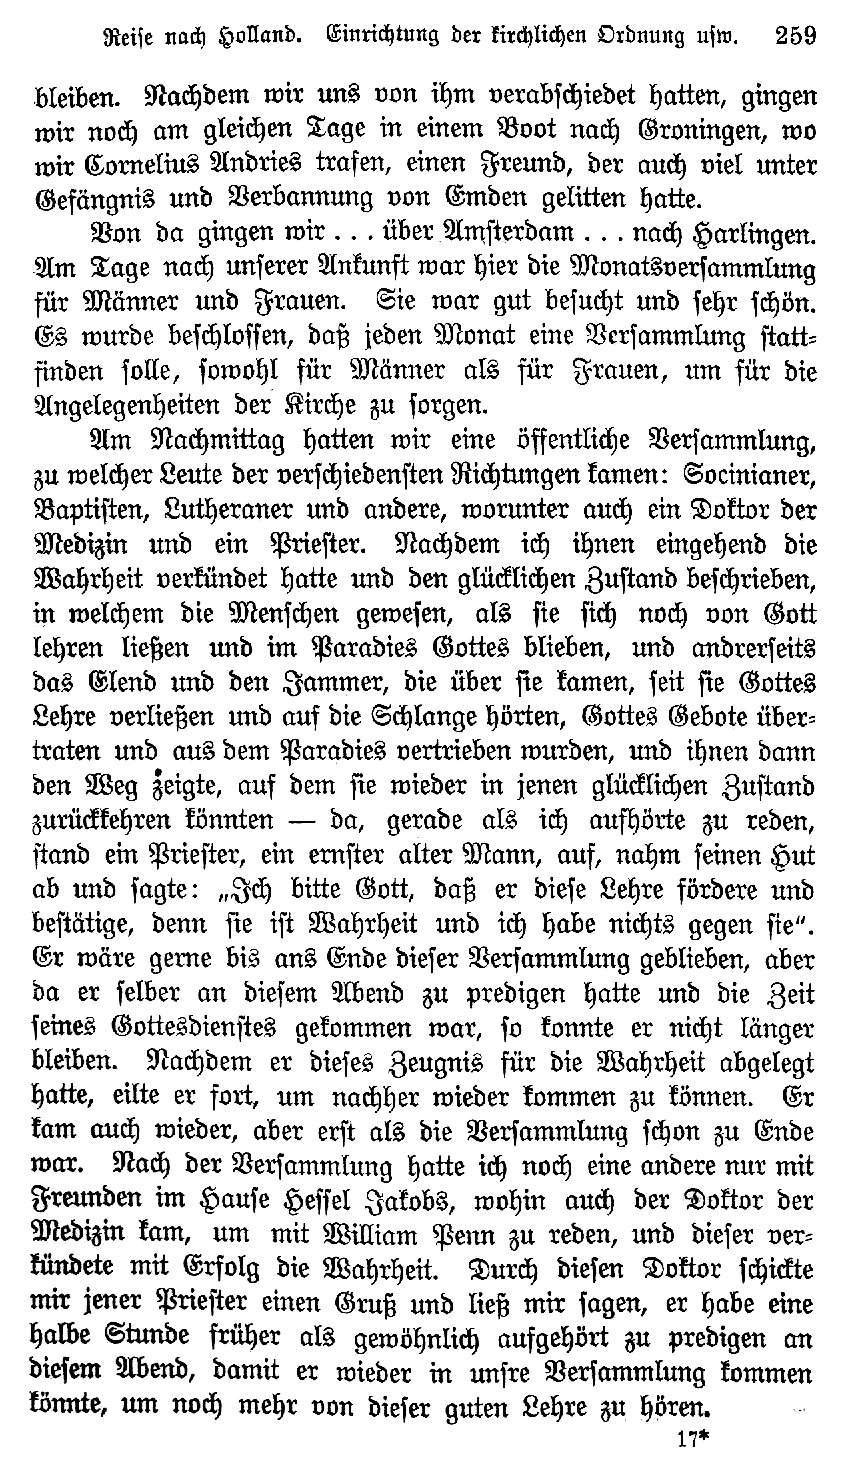 Reise nach Holland. Einrichtung der kirchlichen Ordnung usw. 259
bleiben. Nachdem wir uns von ihm verabschiedet hatten, gingen
wir noch am gleichen Tage in einem Boot nach Groningen, wo
wir Cornelius Andries trafen, einen Freund, der auch viel unter
Gefängnis und Verbannung von Emden gelitten hatte.
Von da gingen wir . . . über Amsterdam . . . nach Harlingen.
Am Tage nach unserer Ankunft war hier die Monatsversammlung
für Männer und Frauen. Sie war gut besucht und sehr schön.
Es wurde beschlossen, daß jeden Monat eine Versammlung statt-
finden solle, sowohl für Männer als für Frauen, um für die
Angelegenheiten der Kirche zu sorgen.
Am Nachmittag hatten wir eine öffentliche Versammlung,
zu welcher Leute der verschiedensten Richtungen kamen: Socinianer,
Baptisten, Lutheraner und andere, worunter auch ein Doktor der
Medizin und ein Priester. Nachdem ich ihnen eingehend die
Wahrheit verkündet hatte und den glücklichen Zustand beschrieben,
in welchem die Menschen gewesen, als sie sich noch von Gott
lehren ließen und im Paradies Gottes blieben, und andrerseits
das Elend und den Jammer, die über sie kamen, seit sie Gottes
Lehre verließen und auf die Schlange hörten, Gottes Gebote über-
traten und aus dem Paradies vertrieben wurden, und ihnen dann
den Weg zeigte, auf dem sie wieder in jenen glücklichen Zustand
zurückkehren könnten — da, gerade als ich aufhörte zu reden,
stand ein Priester, ein ernster alter Mann, auf, nahm seinen Hut
ab und sagte: „Ich bitte Gott, daß er diese Lehre fördere und
bestätige, denn sie ist Wahrheit und ich habe nichts gegen sie“.
Er wäre gerne bis ans Ende dieser Versammlung geblieben, aber
da er selber an diesem Abend zu predigen hatte und die Zeit
seines Gottesdienstes gekommen war, so konnte er nicht länger
bleiben. Nachdem er dieses Zeugnis für die Wahrheit abgelegt
hatte, eilte er fort, um nachher wieder kommen zu können. Er
kam auch wieder, aber erst als die Versammlung schon zu Ende
war. Nach der Versammlung hatte ich noch eine andere nur mit
Freunden im Hause Hessel Jakobs, wohin auch der Doktor der
Medizin kam, um mit William Penn zu reden, und dieser ver-
kündete mit Erfolg die Wahrheit. Durch diesen Doktor schickte
mir jener Priester einen Gruß und ließ mir sagen, er habe eine
halbe Stunde früher als gewöhnlich aufgehört zu predigen an
diesem Abend, damit er wieder in unsre Versammlung kommen
könnte, um noch mehr von dieser guten Lehre zu hören.
17*